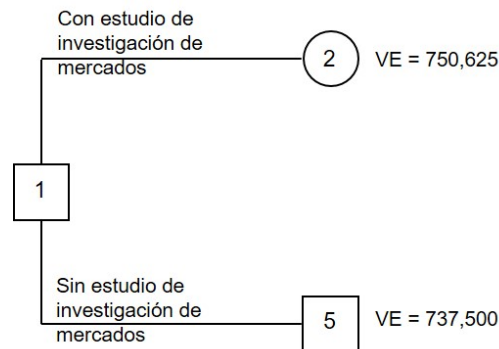 Con estudio de
investigación de
mercados
2
VE = 750,625
1
Sin estudio de
investigación de
mercados
5
VE = 737,500